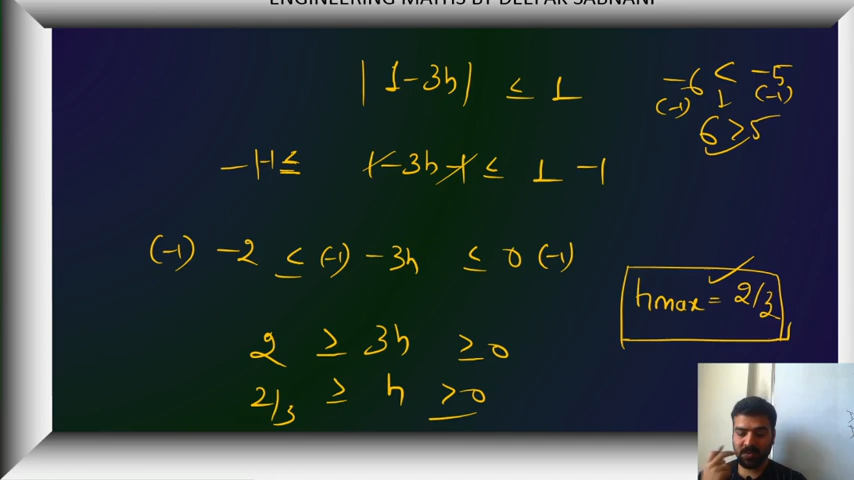 ENGINEERING MATHS BY DEEPAK SABNANI
|1-3h| ≤ 1
-6 < -5
(-1) ↓ (-1)
6 > 5
-1-1 ≤ 1-3h-1 ≤ 1-1
(-1) -2 ≤ (-1) -3h ≤ 0 (-1)
hmax = 2/3
2 ≥ 3h ≥ 0
2/3 ≥ h ≥ 0